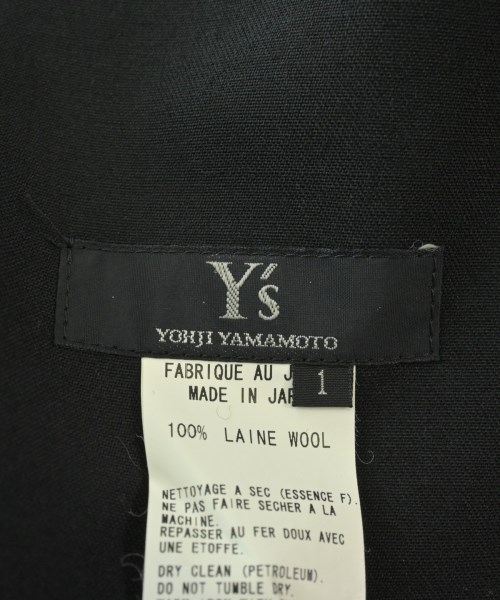 Y's
YOHJI YAMAMOTO
FABRIQUE AU
1
MADE IN
100% LAINE WOOL
NETTOYAGE A SEC (ESSENCE F).
NE PAS FAIRE SECHER A LA
MACHINE.
REPASSER AU FER DOUX AVEC
UNE ETOFFE.
DRY CLEAN (PETROLEUM).
DO NOT TUMBLE DRY.